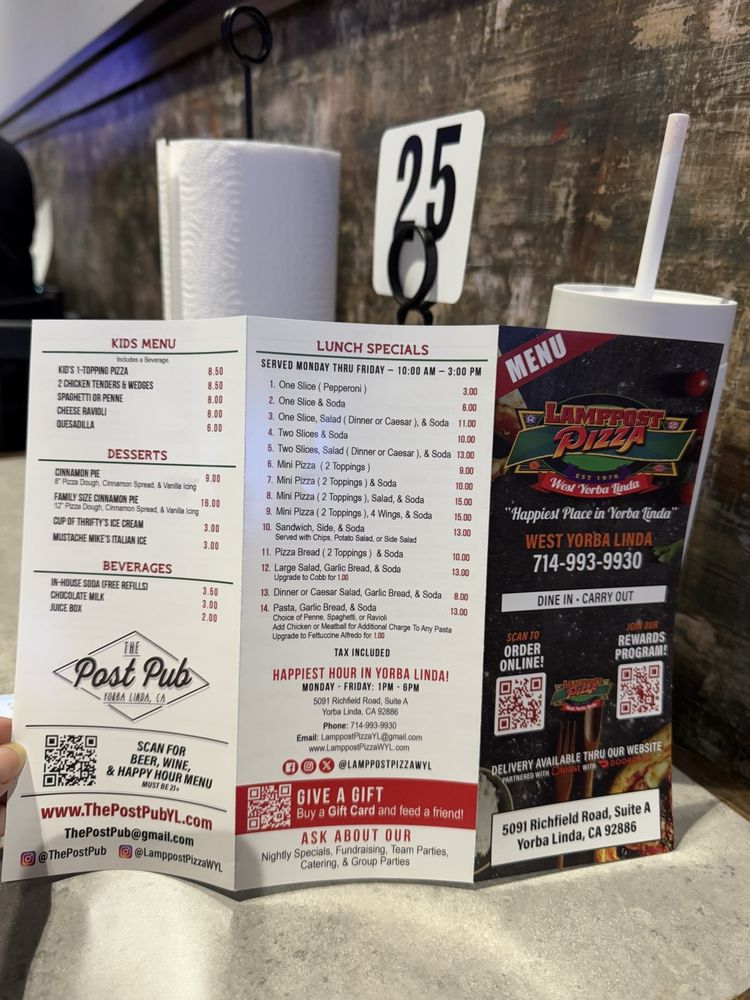 25
KIDS MENU
Includes a Beverage.
KID'S 1-TOPPING PIZZA 8.50
2 CHICKEN TENDERS & WEDGES 8.50
SPAGHETTI OR PENNE 8.00
CHEESE RAVIOLI 8.00
QUESADILLA 6.00
DESSERTS
CINNAMON PIE 9.00
8" Pizza Dough, Cinnamon Spread, & Vanilla Icing
FAMILY SIZE CINNAMON PIE 16.00
12" Pizza Dough, Cinnamon Spread, & Vanilla Icing
CUP OF THRIFTY'S ICE CREAM 3.00
MUSTACHE MIKE'S ITALIAN ICE 3.00
BEVERAGES
IN-HOUSE SODA (FREE REFILLS) 3.50
CHOCOLATE MILK 3.00
JUICE BOX 2.00
THE
Post Pub
YORBA LINDA, CA
SCAN FOR
BEER, WINE,
& HAPPY HOUR MENU
MUST BE 21+
www.ThePostPubYL.com
ThePostPub@gmail.com
@ThePostPub @LamppostPizzaWYL
LUNCH SPECIALS
SERVED MONDAY THRU FRIDAY – 10:00 AM – 3:00 PM
1. One Slice ( Pepperoni ) 3.00
2. One Slice & Soda 6.00
3. One Slice, Salad ( Dinner or Caesar ), & Soda 11.00
4. Two Slices & Soda 10.00
5. Two Slices, Salad ( Dinner or Caesar ), & Soda 13.00
6. Mini Pizza ( 2 Toppings ) 9.00
7. Mini Pizza ( 2 Toppings ) & Soda 10.00
8. Mini Pizza ( 2 Toppings ), Salad, & Soda 15.00
9. Mini Pizza ( 2 Toppings ), 4 Wings, & Soda 15.00
10. Sandwich, Side, & Soda 13.00
Served with Chips, Potato Salad, or Side Salad
11. Pizza Bread ( 2 Toppings ) & Soda 10.00
12. Large Salad, Garlic Bread, & Soda 13.00
Upgrade to Cobb for 1.00
13. Dinner or Caesar Salad, Garlic Bread, & Soda 8.00
14. Pasta, Garlic Bread, & Soda 13.00
Choice of Penne, Spaghetti, or Ravioli
Add Chicken or Meatball for Additional Charge To Any Pasta
Upgrade to Fettuccine Alfredo for 1.00
TAX INCLUDED
HAPPIEST HOUR IN YORBA LINDA!
MONDAY - FRIDAY: 1PM - 6PM
5091 Richfield Road, Suite A
Yorba Linda, CA 92886
Phone: 714-993-9930
Email: LamppostPizzaYL@gmail.com
www.LamppostPizzaWYL.com
@LAMPPOSTPIZZAWYL
GIVE A GIFT
Buy a Gift Card and feed a friend!
ASK ABOUT OUR
Nightly Specials, Fundraising, Team Parties,
Catering, & Group Parties
MENU
LAMPPOST
PIZZA
EST 1976
West Yorba Linda
"Happiest Place in Yorba Linda"
WEST YORBA LINDA
714-993-9930
DINE IN • CARRY OUT
SCAN TO
ORDER
ONLINE!
JOIN OUR
REWARDS
PROGRAM!
DELIVERY AVAILABLE THRU OUR WEBSITE
PARTNERED WITH toast WITH DOORDASH
5091 Richfield Road, Suite A
Yorba Linda, CA 92886